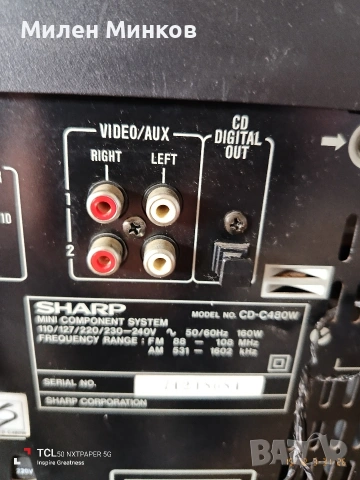 Милен Минков
VIDEO/AUX
RIGHT LEFT
CD
DIGITAL
OUT
1
2
SHARP
MODEL NO. CD-C480W
MINI COMPONENT SYSTEM
110/127/220/230-240V ∿ 50/60Hz 160W
FREQUENCY RANGE: FM 88 - 108 MHz
AM 531 - 1602 kHz
SERIAL NO.
SHARP CORPORATION
TCL50 NXTPAPER 5G
Inspire Greatness
BAZAR